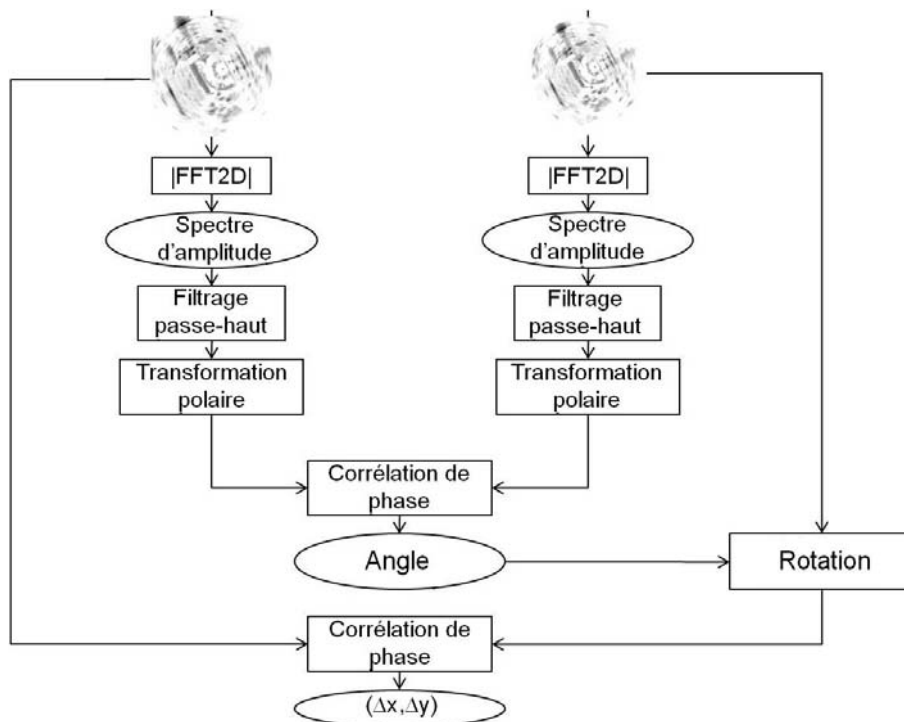 |FFT2D|
|FFT2D|
Spectre
d'amplitude
Spectre
d'amplitude
Filtrage
passe-haut
Filtrage
passe-haut
Transformation
polaire
Transformation
polaire
Corrélation de
phase
Angle
Rotation
Corrélation de
phase
(Δx,Δy)